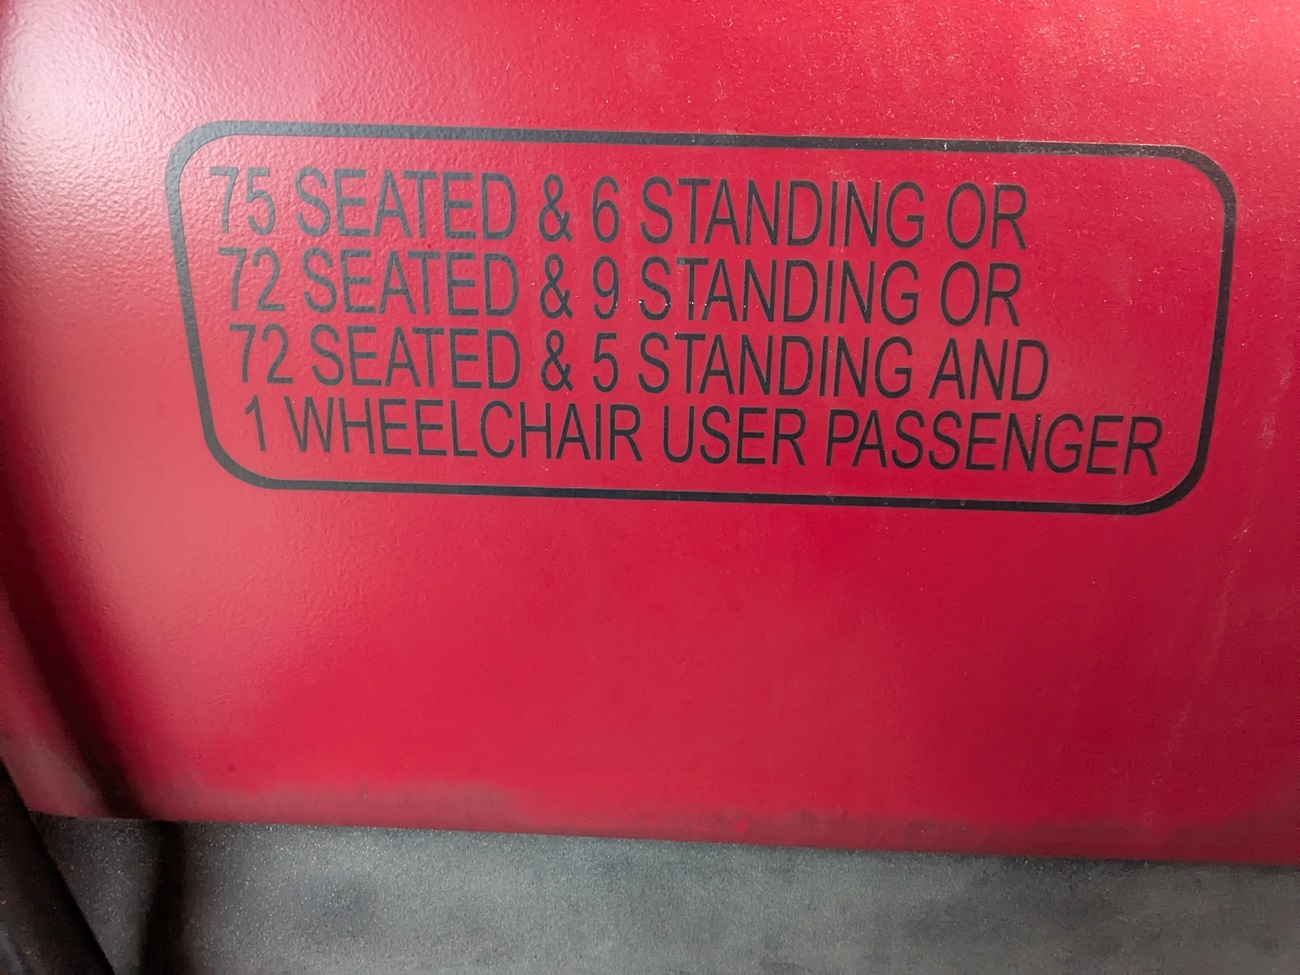 75 SEATED & 6 STANDING OR
72 SEATED & 9 STANDING OR
72 SEATED & 5 STANDING AND
1 WHEELCHAIR USER PASSENGER